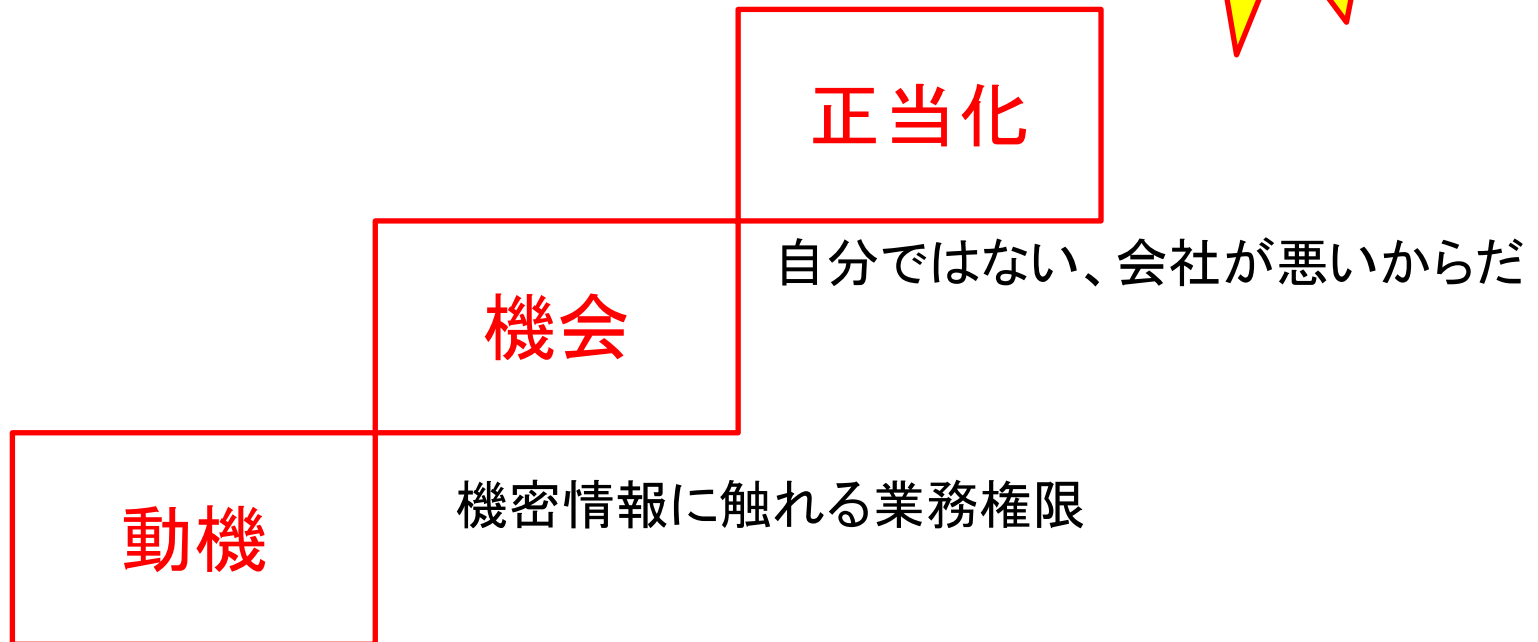 正当化
自分ではない、会社が悪いからだ
機会
機密情報に触れる業務権限
動機